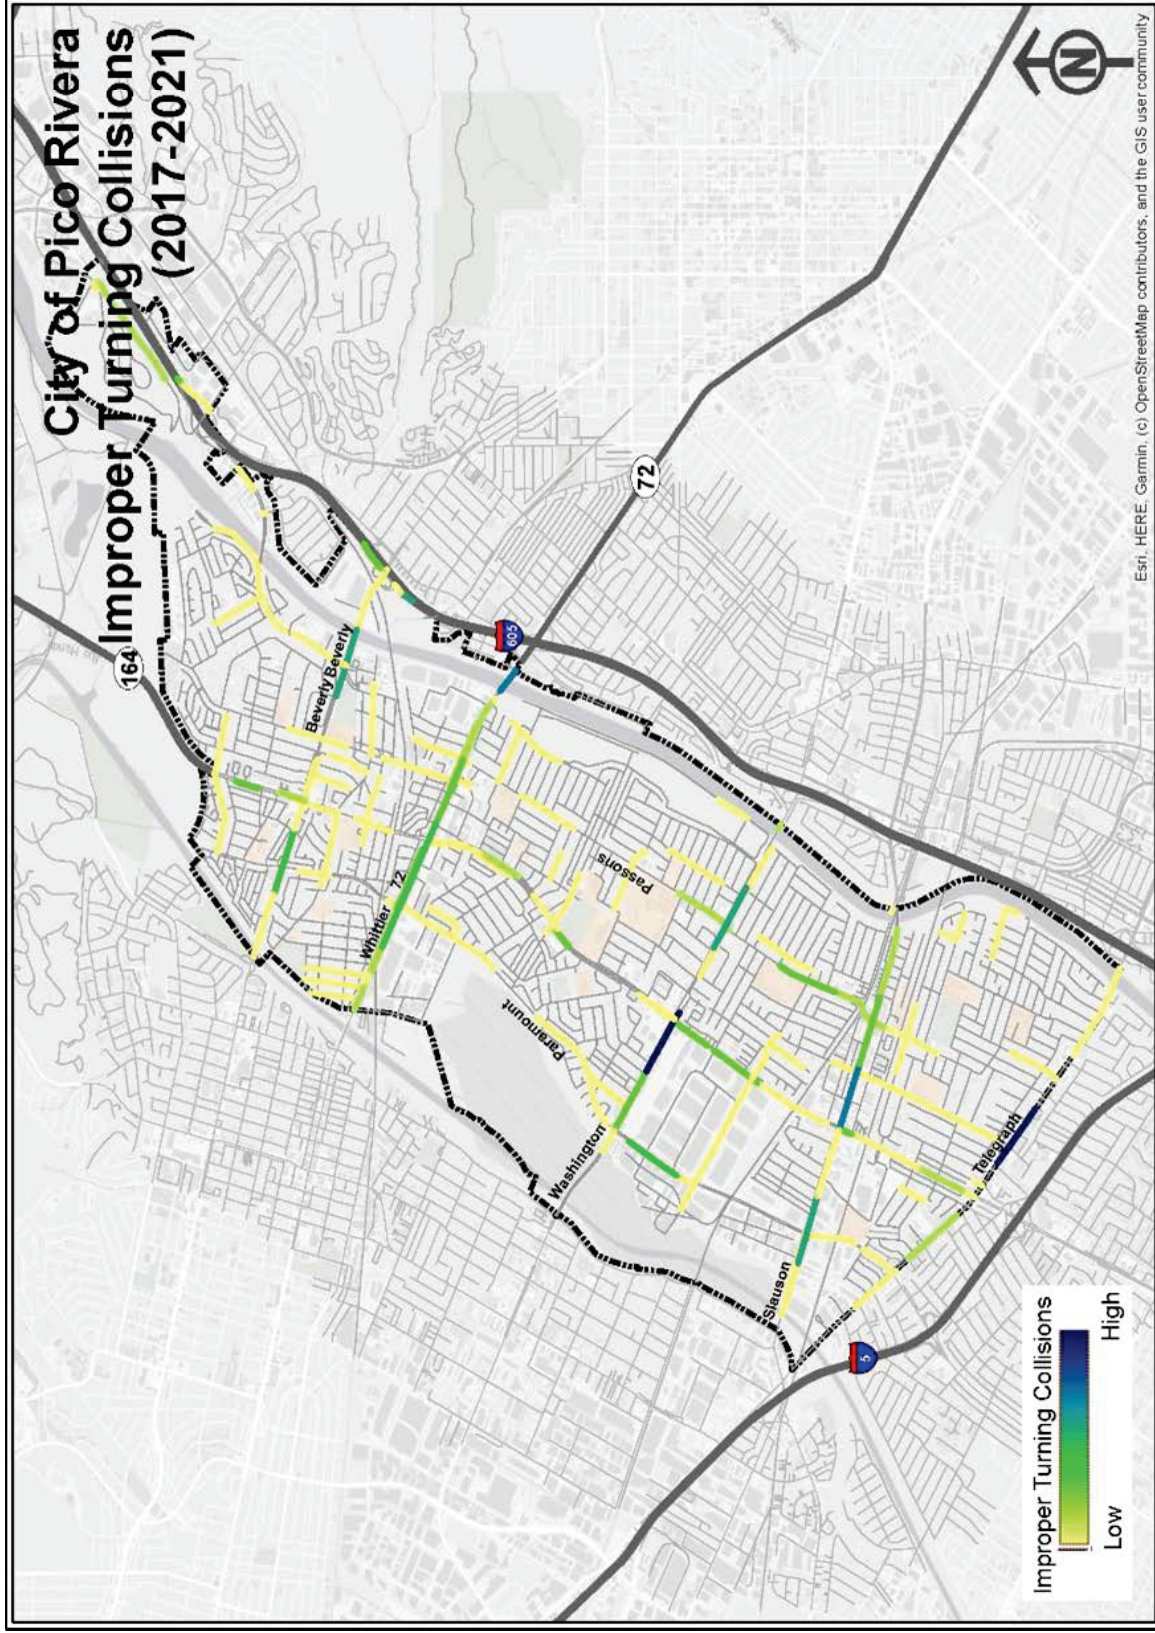 City of Pico Rivera
Improper Turning Collisions
(2017-2021)
164
Beverly Beverly
605
72
Whittier 72
Passons
Paramount
Washington
Slauson
Telegraph
5
N
Improper Turning Collisions
Low
High
Esri, HERE, Garmin, (c) OpenStreetMap contributors, and the GIS user community